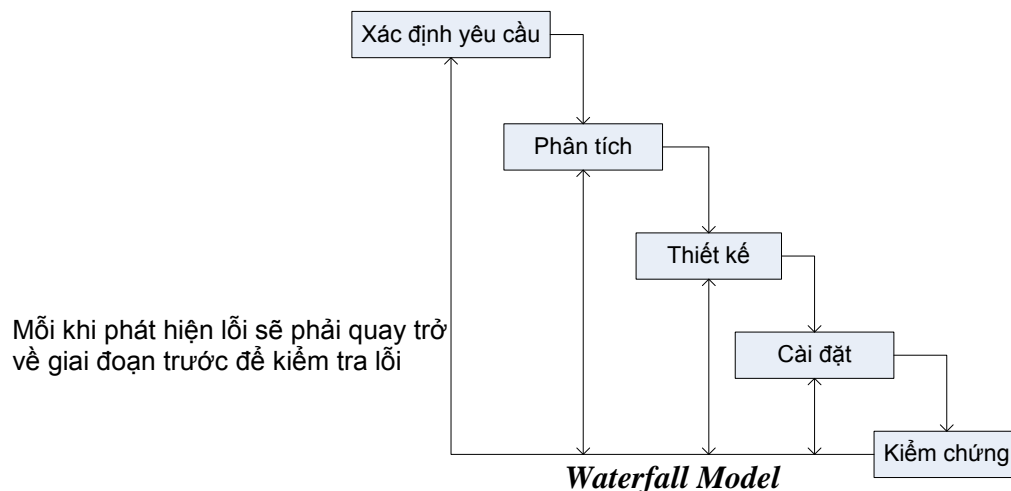 Xác định yêu cầu
Phân tích
Thiết kế
Mỗi khi phát hiện lỗi sẽ phải quay trở
về giai đoạn trước để kiểm tra lỗi
Cài đặt
Kiểm chứng
Waterfall Model